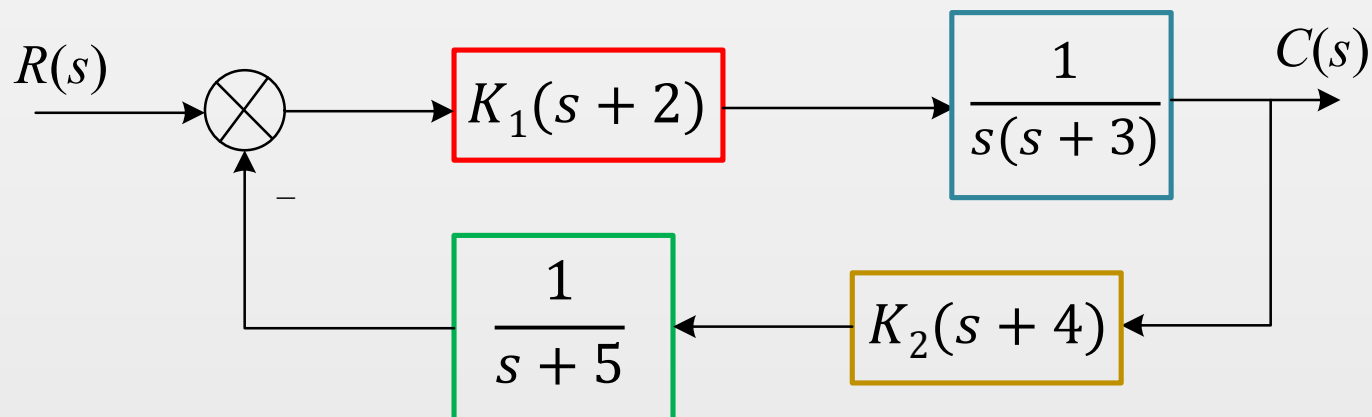 R(s)
K₁(s + 2)
1
s(s + 3)
C(s)
−
1
s + 5
K₂(s + 4)